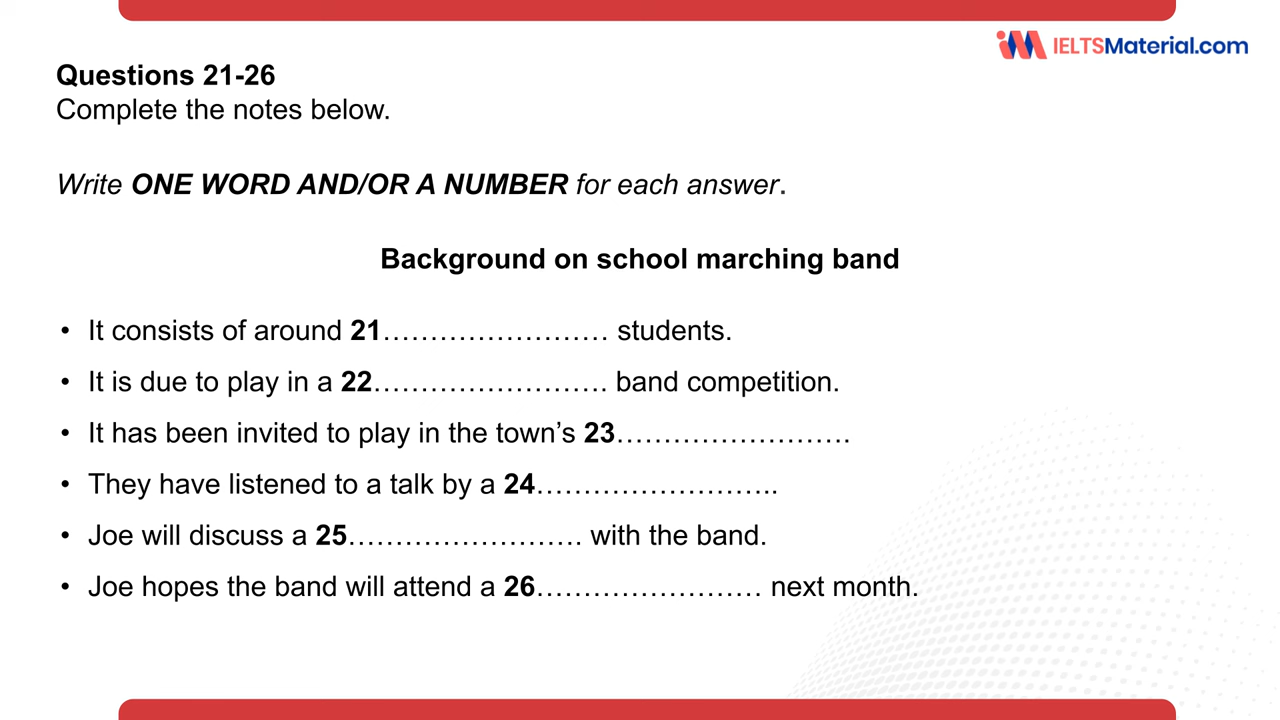 IELTSMaterial.com
Questions 21-26
Complete the notes below.
Write ONE WORD AND/OR A NUMBER for each answer.
Background on school marching band
• It consists of around 21…………………… students.
• It is due to play in a 22……………………. band competition.
• It has been invited to play in the town’s 23…………………….
• They have listened to a talk by a 24……………………..
• Joe will discuss a 25……………………. with the band.
• Joe hopes the band will attend a 26…………………… next month.